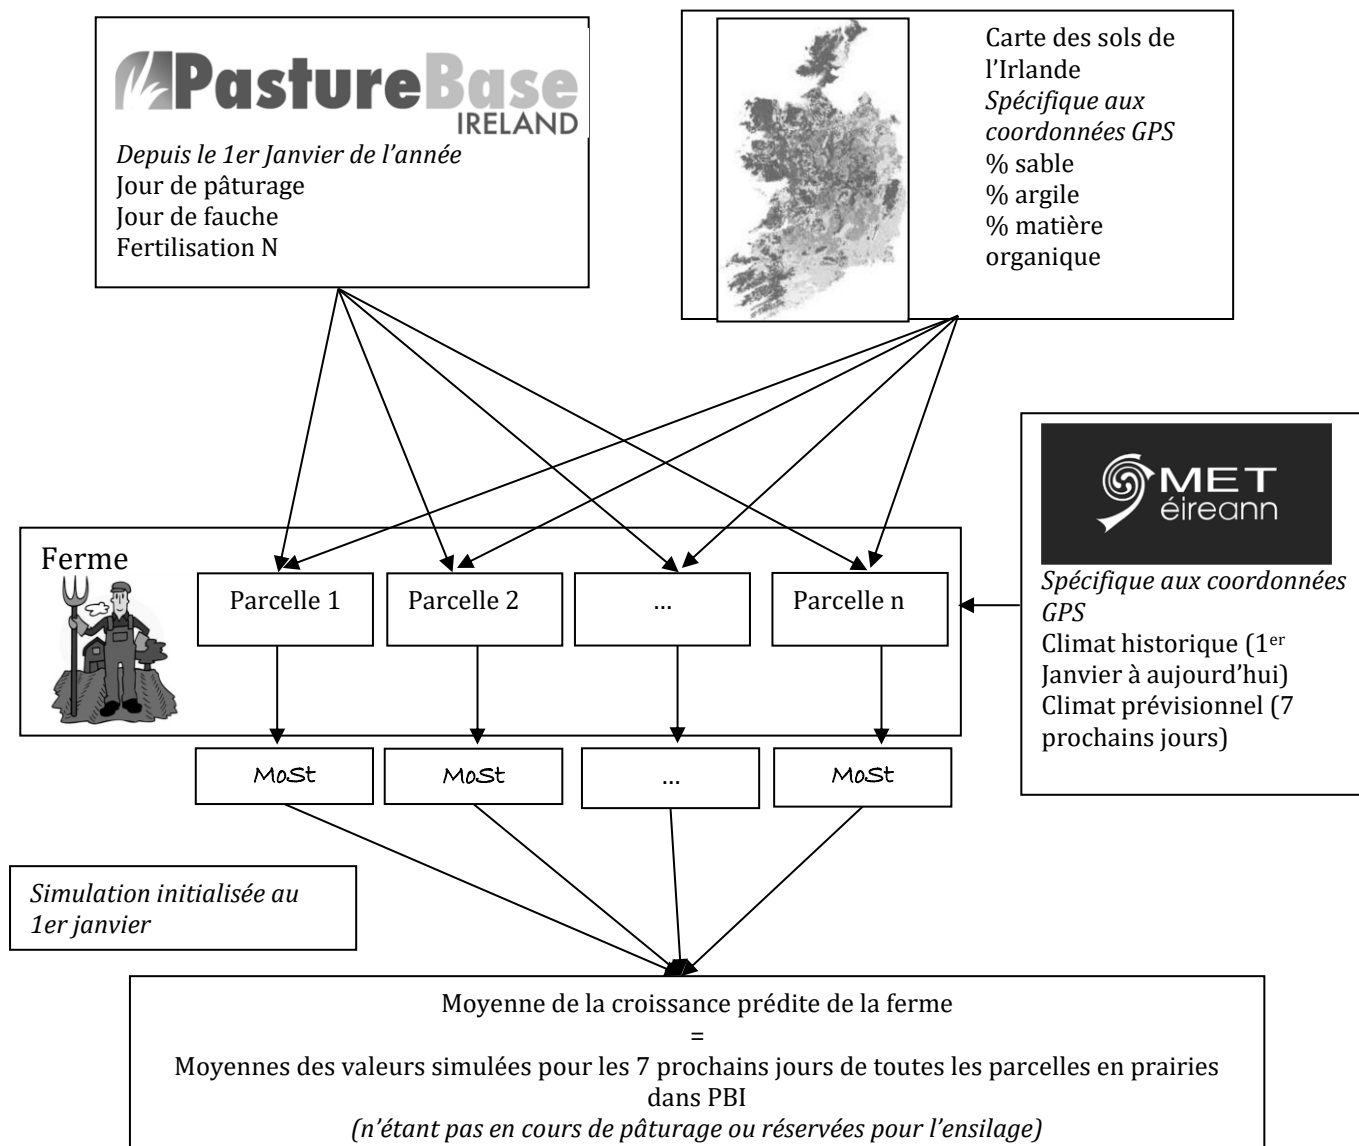 PastureBase
IRELAND
Depuis le 1er Janvier de l'année
Jour de pâturage
Jour de fauche
Fertilisation N
Carte des sols de
l'Irlande
Spécifique aux
coordonnées GPS
% sable
% argile
% matière
organique
MET
éireann
Spécifique aux coordonnées
GPS
Climat historique (1er
Janvier à aujourd'hui)
Climat prévisionnel (7
prochains jours)
Ferme
Parcelle 1
Parcelle 2
...
Parcelle n
MoSt
MoSt
...
MoSt
Simulation initialisée au
1er janvier
Moyenne de la croissance prédite de la ferme
=
Moyennes des valeurs simulées pour les 7 prochains jours de toutes les parcelles en prairies
dans PBI
(n'étant pas en cours de pâturage ou réservées pour l'ensilage)